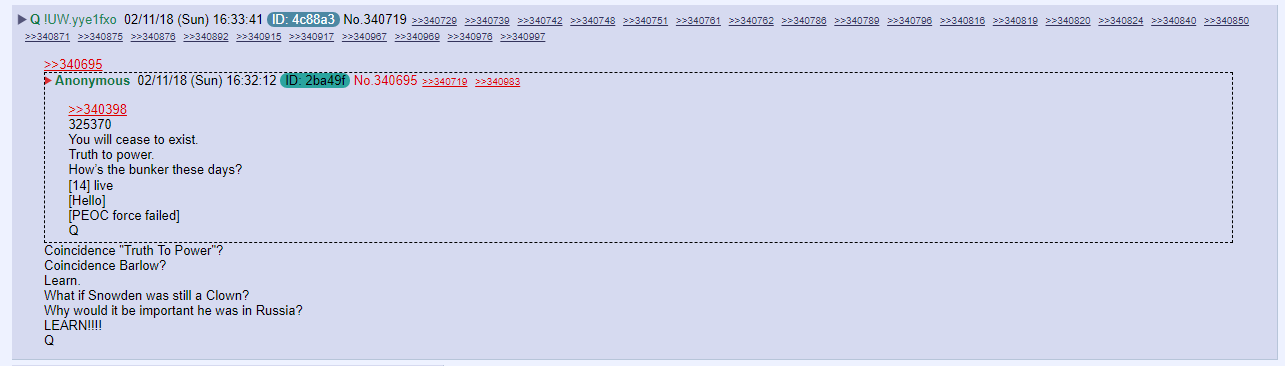 ▶Q !UW.yye1fxo 02/11/18 (Sun) 16:33:41 ID: 4c88a3 No.340719 >>340729 >>340739 >>340742 >>340748 >>340751 >>340761 >>340762 >>340786 >>340789 >>340796 >>340816 >>340819 >>340820 >>340824 >>340840 >>340850
>>340871 >>340875 >>340876 >>340892 >>340915 >>340917 >>340967 >>340969 >>340976 >>340997
>>340695
▶Anonymous 02/11/18 (Sun) 16:32:12 ID: 2ba49f No.340695 >>340719 >>340983
>>340398
325370
You will cease to exist.
Truth to power.
How's the bunker these days?
[14] live
[Hello]
[PEOC force failed]
Q
Coincidence "Truth To Power"?
Coincidence Barlow?
Learn.
What if Snowden was still a Clown?
Why would it be important he was in Russia?
LEARN!!!!
Q